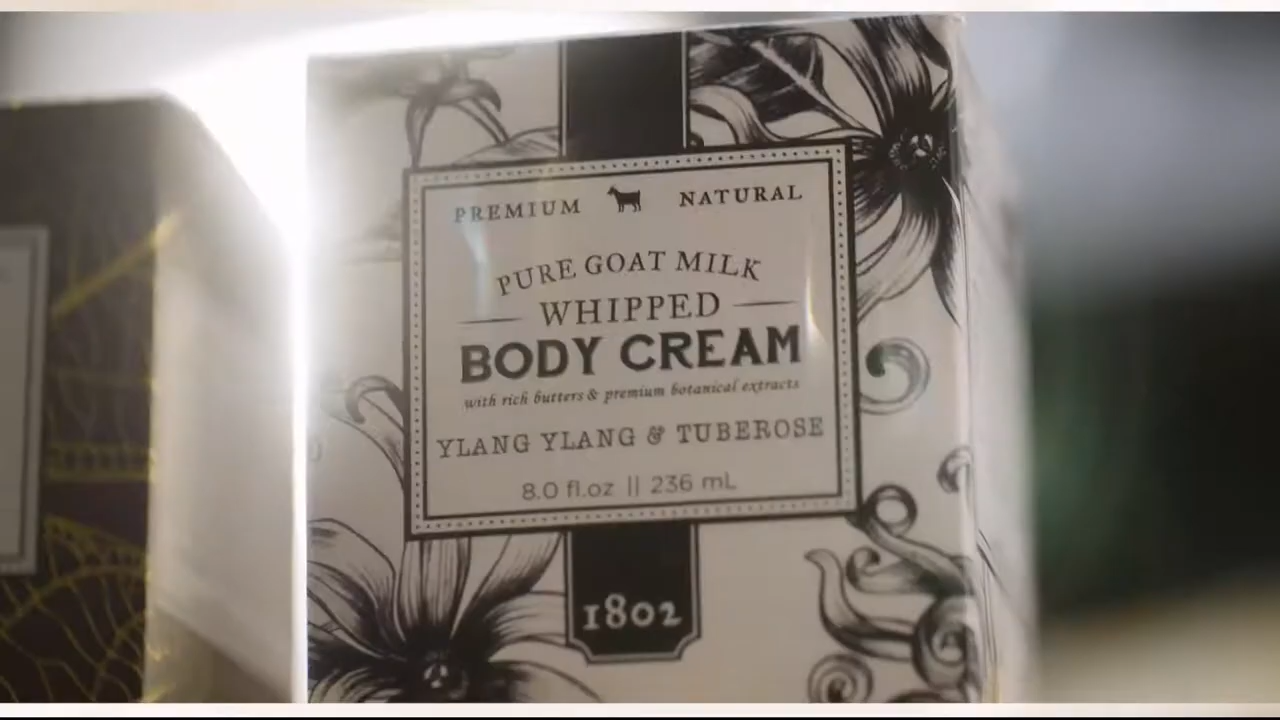 PREMIUM NATURAL
PURE GOAT MILK
WHIPPED
BODY CREAM
with rich butters & premium botanical extracts
YLANG YLANG & TUBEROSE
8.0 fl.oz || 236 mL
1802